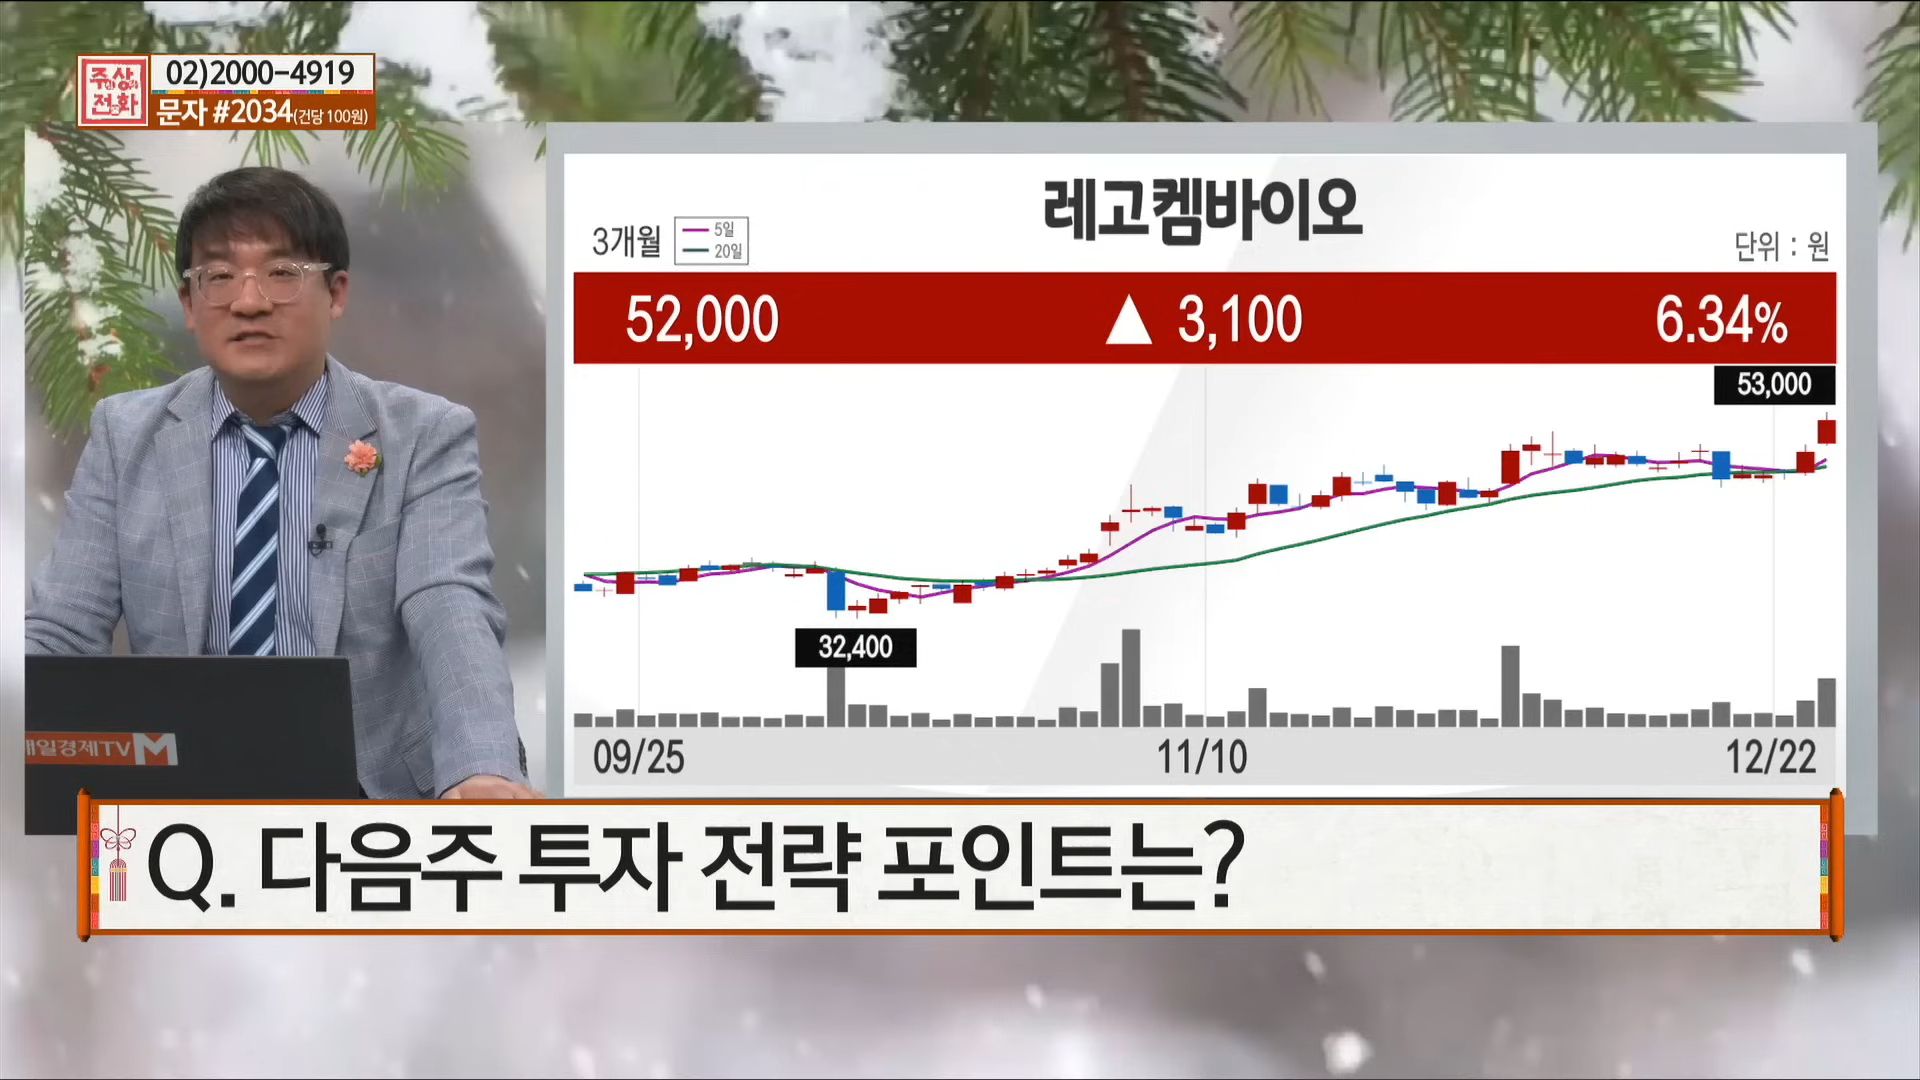 주상
전화
02)2000-4919
문자 #2034(건당 100원)
레고켐바이오
3개월
5일
20일
단위 : 원
52,000 ▲ 3,100 6.34%
53,000
32,400
09/25 11/10 12/22
매일경제TV M
Q. 다음주 투자 전략 포인트는?